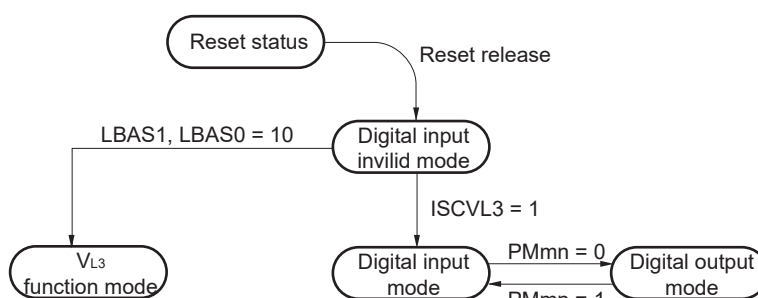 Reset status
Reset release
LBAS1, LBAS0 = 10
Digital input
invilid mode
ISCVL3 = 1
VL3
function mode
Digital input
mode
PMmn = 0
PMmn = 1
Digital output
mode